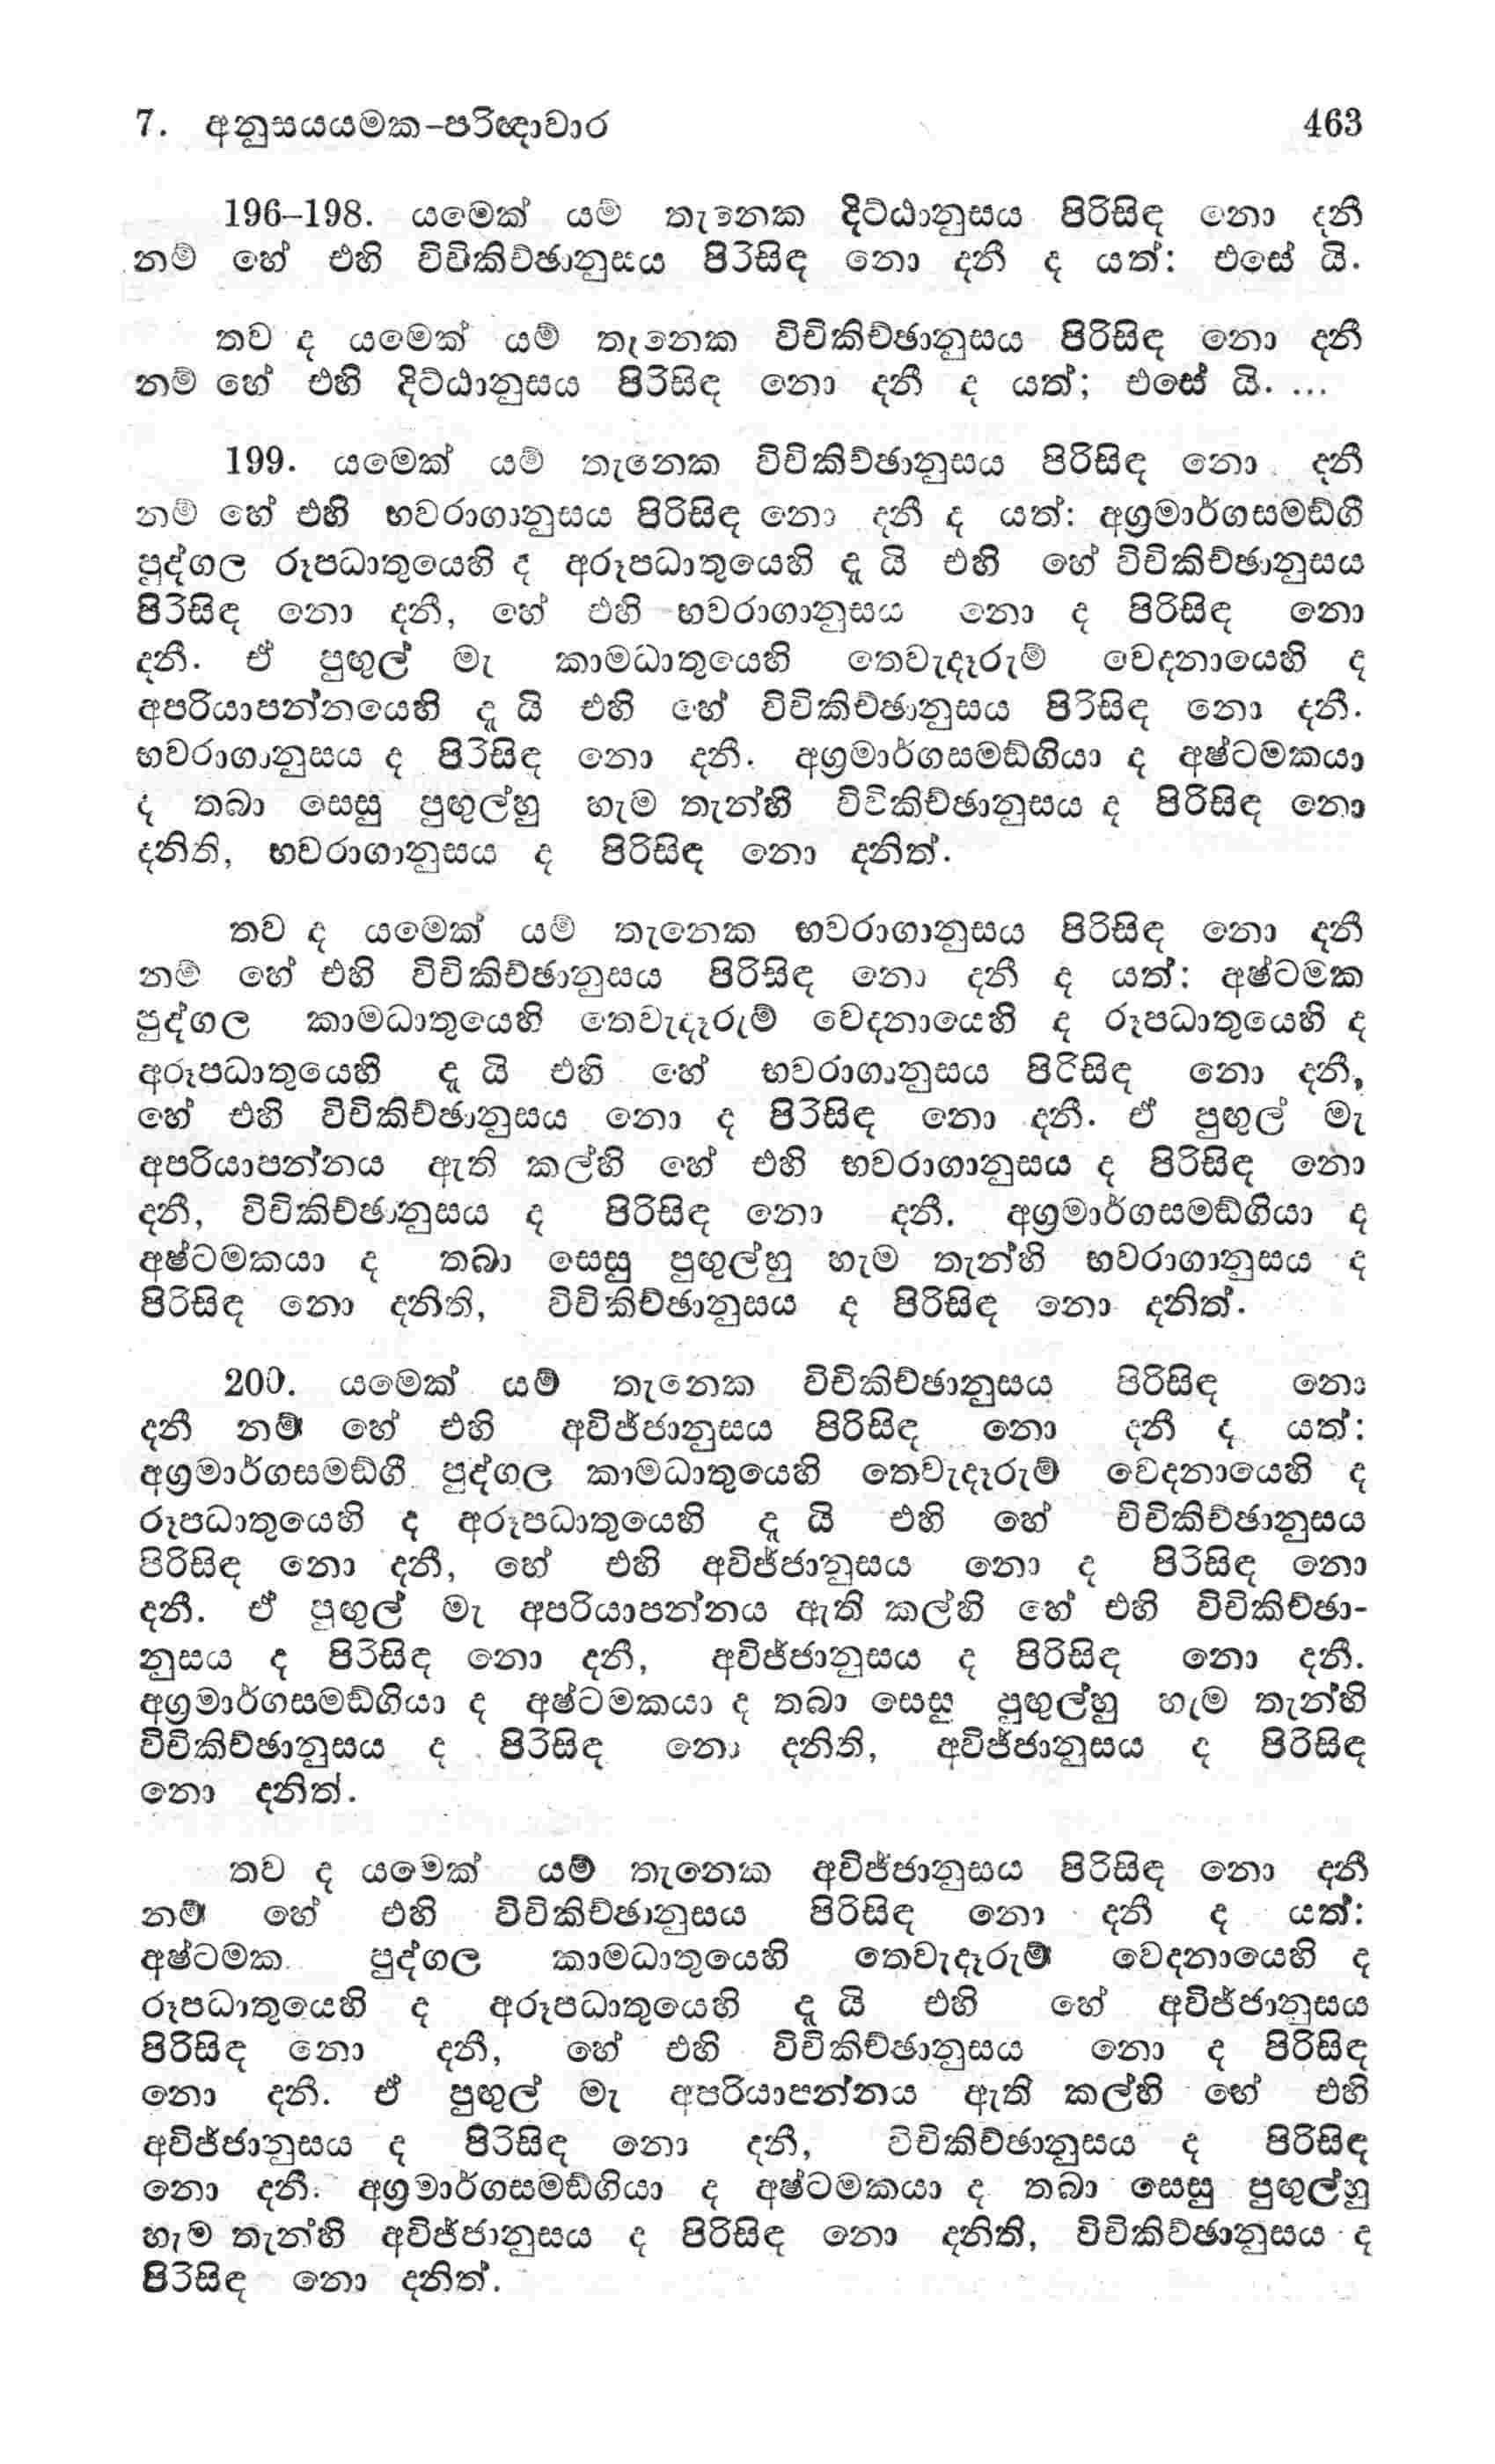 7. අනුසයයමක-පරිඤාවාර 463
196-198. යමෙක් යම් තැනෙක දිට්ඨානුසය පිරිසිඳ නො දනී
නම් හේ එහි විචිකිච්ඡානුසය පිරිසිඳ නො දනී ද යත්: එසේ යි.
තව ද යමෙක් යම් තැනෙක විචිකිච්ඡානුසය පිරිසිඳ නො දනී
නම් හේ එහි දිට්ඨානුසය පිරිසිඳ නො දනී ද යත්; එසේ යි. ...
199. යමෙක් යම් තැනෙක විචිකිච්ඡානුසය පිරිසිඳ නො දනී
නම් හේ එහි භවරාගානුසය පිරිසිඳ නො දනී ද යත්: අග්‍රමාර්ගසමඞ්ගී
පුද්ගල රූපධාතුයෙහි ද අරූපධාතුයෙහි දූ යි එහි හේ විචිකිච්ඡානුසය
පිරිසිඳ නො දනී, හේ එහි භවරාගානුසය නො ද පිරිසිඳ නො
දනී. ඒ පුඟුල් මැ කාමධාතුයෙහි තෙවැදෑරුම් වෙදනායෙහි ද
අපරියාපන්නයෙහි දූ යි එහි හේ විචිකිච්ඡානුසය පිරිසිඳ නො දනී.
භවරාගානුසය ද පිරිසිඳ නො දනී. අග්‍රමාර්ගසමඞ්ගියා ද අෂ්ටමකයා
ද තබා සෙසු පුඟුල්හු හැම තැන්හි විචිකිච්ඡානුසය ද පිරිසිඳ නො
දනිති, භවරාගානුසය ද පිරිසිඳ නො දනිත්.
තව ද යමෙක් යම් තැනෙක භවරාගානුසය පිරිසිඳ නො දනී
නම් හේ එහි විචිකිච්ඡානුසය පිරිසිඳ නො දනී ද යත්: අෂ්ටමක
පුද්ගල කාමධාතුයෙහි තෙවැදෑරුම් වෙදනායෙහි ද රූපධාතුයෙහි ද
අරූපධාතුයෙහි දූ යි එහි හේ භවරාගානුසය පිරිසිඳ නො දනී,
හේ එහි විචිකිච්ඡානුසය නො ද පිරිසිඳ නො දනී. ඒ පුඟුල් මැ
අපරියාපන්නය ඇති කල්හි හේ එහි භවරාගානුසය ද පිරිසිඳ නො
දනී, විචිකිච්ඡානුසය ද පිරිසිඳ නො දනී. අග්‍රමාර්ගසමඞ්ගියා ද
අෂ්ටමකයා ද තබා සෙසු පුඟුල්හු හැම තැන්හි භවරාගානුසය ද
පිරිසිඳ නො දනිති, විචිකිච්ඡානුසය ද පිරිසිඳ නො දනිත්.
200. යමෙක් යම් තැනෙක විචිකිච්ඡානුසය පිරිසිඳ නො
දනී නම් හේ එහි අවිජ්ජානුසය පිරිසිඳ නො දනී ද යත්:
අග්‍රමාර්ගසමඞ්ගී පුද්ගල කාමධාතුයෙහි තෙවැදෑරුම් වෙදනායෙහි ද
රූපධාතුයෙහි ද අරූපධාතුයෙහි දූ යි එහි හේ විචිකිච්ඡානුසය
පිරිසිඳ නො දනී, හේ එහි අවිජ්ජානුසය නො ද පිරිසිඳ නො
දනී. ඒ පුඟුල් මැ අපරියාපන්නය ඇති කල්හි හේ එහි විචිකිච්ඡා-
නුසය ද පිරිසිඳ නො දනී, අවිජ්ජානුසය ද පිරිසිඳ නො දනී.
අග්‍රමාර්ගසමඞ්ගියා ද අෂ්ටමකයා ද තබා සෙසු පුඟුල්හු හැම තැන්හි
විචිකිච්ඡානුසය ද පිරිසිඳ නො දනිති, අවිජ්ජානුසය ද පිරිසිඳ
නො දනිත්.
තව ද යමෙක් යම් තැනෙක අවිජ්ජානුසය පිරිසිඳ නො දනී
නම් හේ එහි විචිකිච්ඡානුසය පිරිසිඳ නො දනී ද යත්:
අෂ්ටමක පුද්ගල කාමධාතුයෙහි තෙවැදෑරුම් වෙදනායෙහි ද
රූපධාතුයෙහි ද අරූපධාතුයෙහි දූ යි එහි හේ අවිජ්ජානුසය
පිරිසිඳ නො දනී, හේ එහි විචිකිච්ඡානුසය නො ද පිරිසිඳ
නො දනී. ඒ පුඟුල් මැ අපරියාපන්නය ඇති කල්හි හේ එහි
අවිජ්ජානුසය ද පිරිසිඳ නො දනී, විචිකිච්ඡානුසය ද පිරිසිඳ
නො දනී. අග්‍රමාර්ගසමඞ්ගියා ද අෂ්ටමකයා ද තබා සෙසු පුඟුල්හු
හැම තැන්හි අවිජ්ජානුසය ද පිරිසිඳ නො දනිති, විචිකිච්ඡානුසය ද
පිරිසිඳ නො දනිත්.